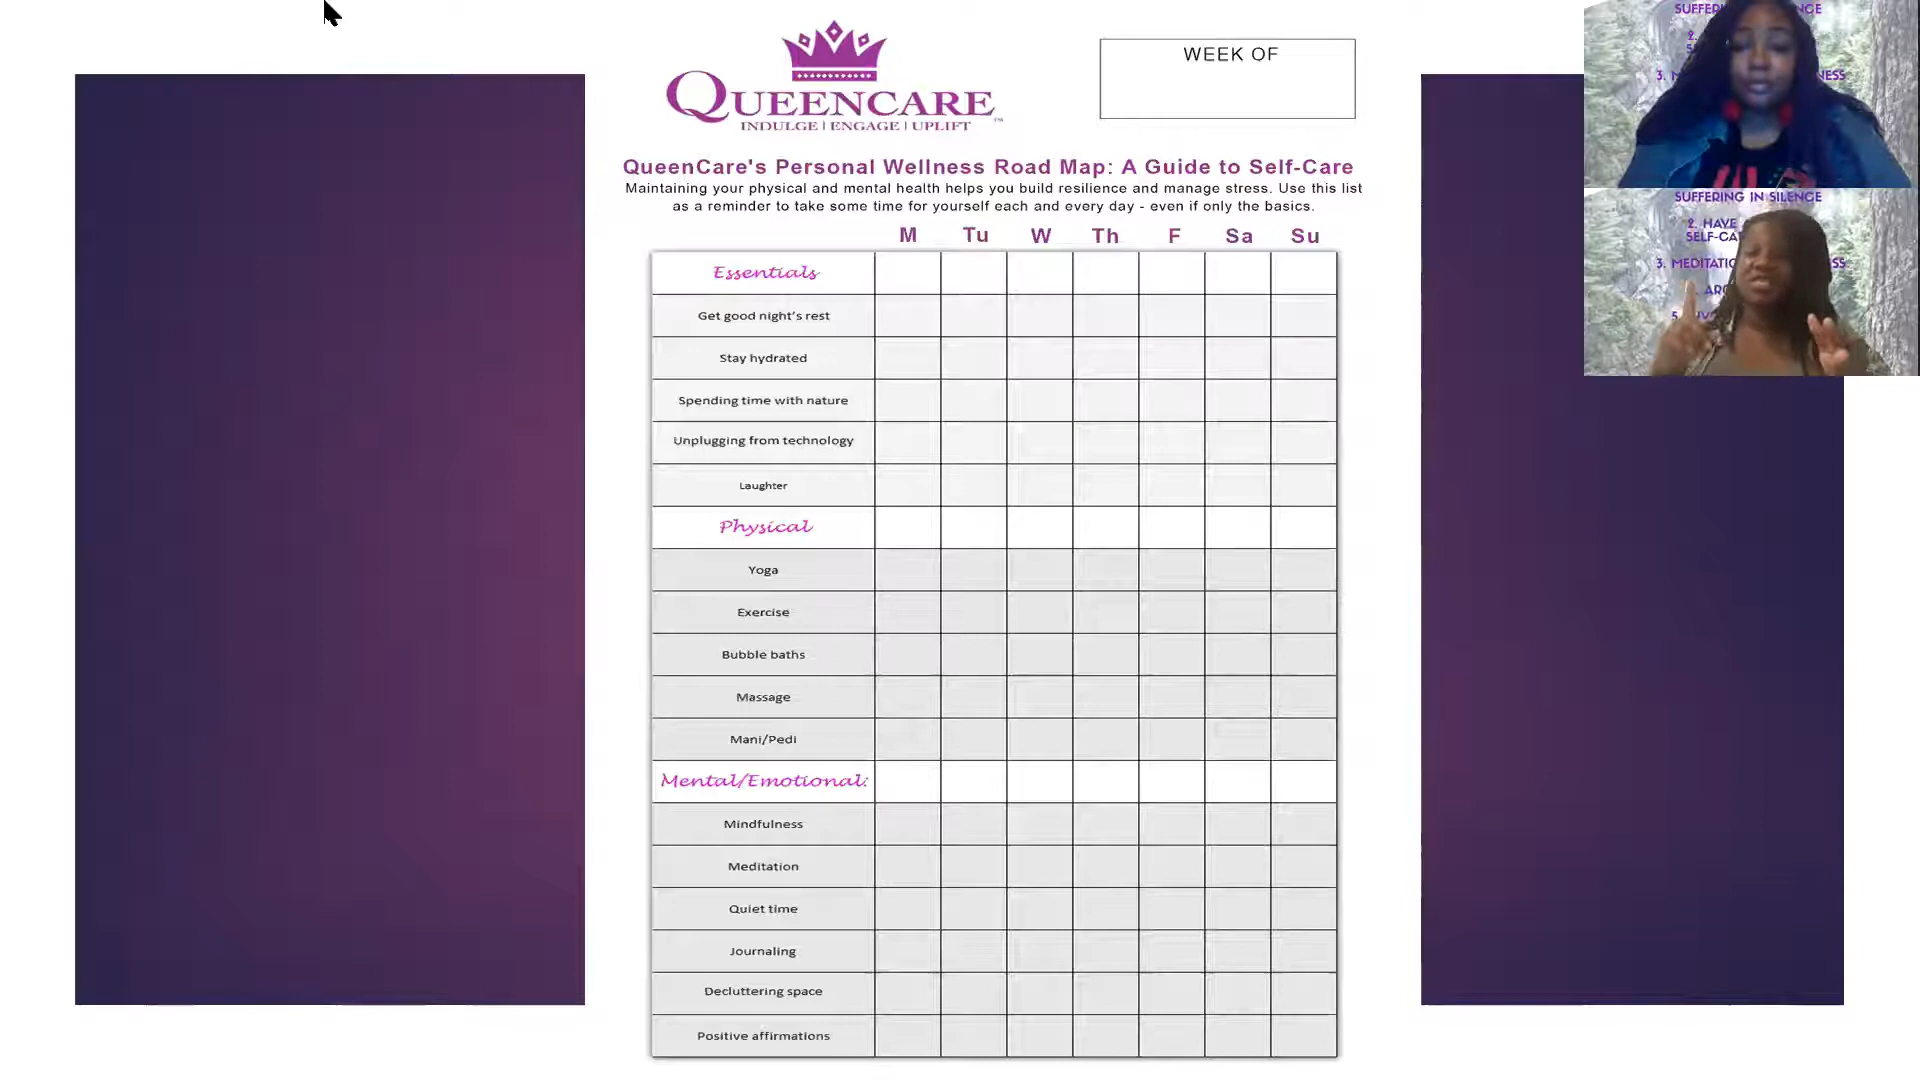 QUEENCARE
INDULGE | ENGAGE | UPLIFT
WEEK OF
QueenCare's Personal Wellness Road Map: A Guide to Self-Care
Maintaining your physical and mental health helps you build resilience and manage stress. Use this list
as a reminder to take some time for yourself each and every day - even if only the basics.
M Tu W Th F Sa Su
Essentials
Get good night's rest
Stay hydrated
Spending time with nature
Unplugging from technology
Laughter
Physical
Yoga
Exercise
Bubble baths
Massage
Mani/Pedi
Mental/Emotional:
Mindfulness
Meditation
Quiet time
Journaling
Decluttering space
Positive affirmations
2.
3.
SUFFERING IN SILENCE
2. HAVE
3.